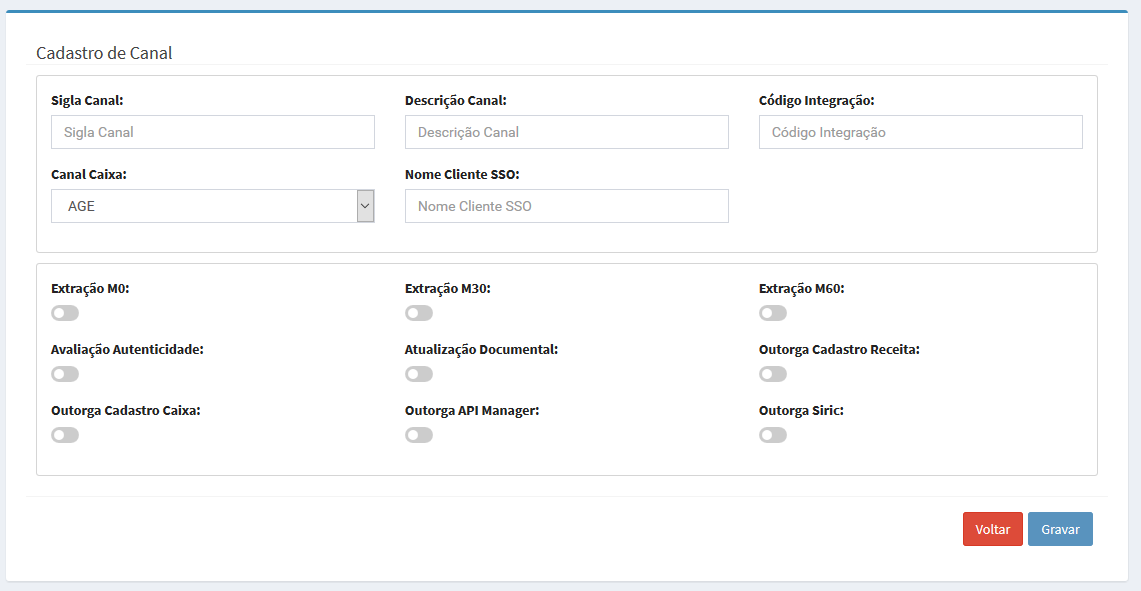 Cadastro de Canal
Sigla Canal: Descrição Canal: Código Integração:
Sigla Canal Descrição Canal Código Integração
Canal Caixa: Nome Cliente SSO:
AGE Nome Cliente SSO
Extração M0: Extração M30: Extração M60:
Avaliação Autenticidade: Atualização Documental: Outorga Cadastro Receita:
Outorga Cadastro Caixa: Outorga API Manager: Outorga Siric:
Voltar Gravar